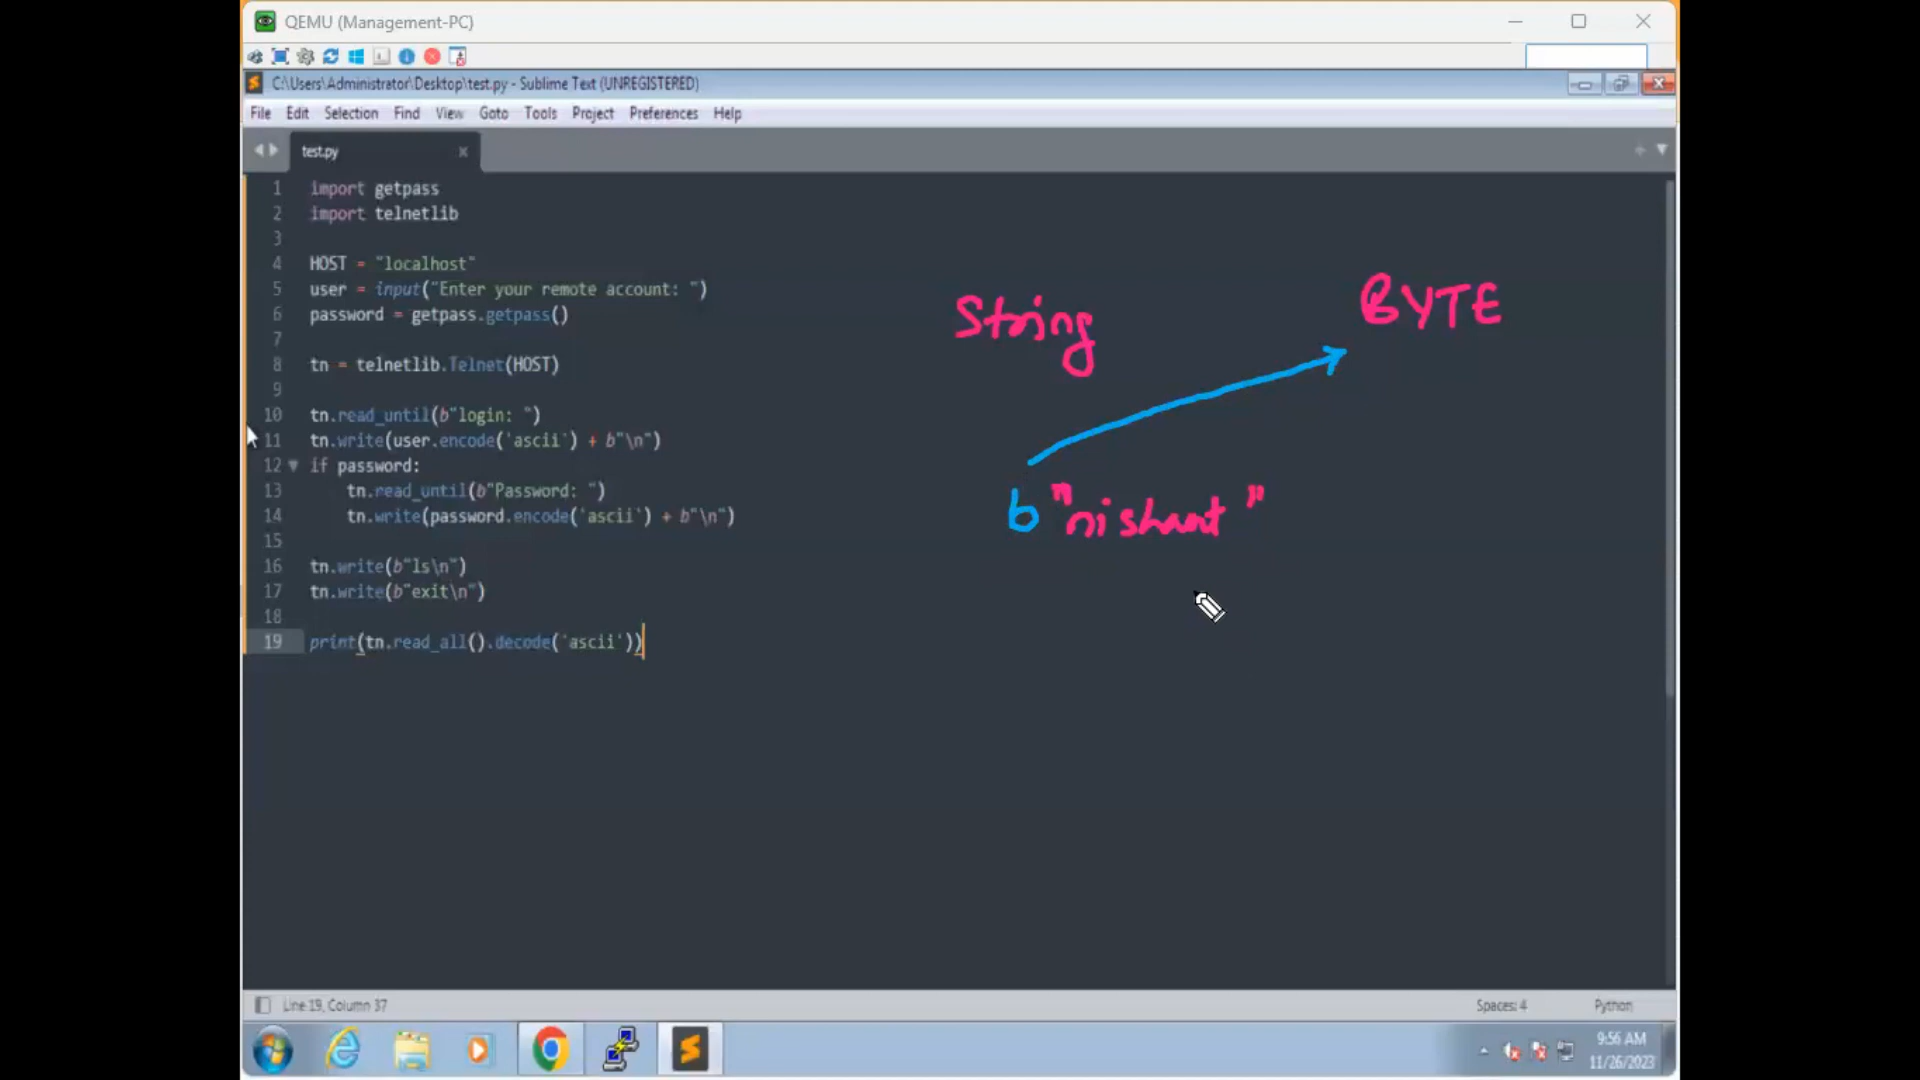 QEMU (Management-PC)
C:\Users\Administrator\Desktop\test.py - Sublime Text (UNREGISTERED)
File Edit Selection Find View Goto Tools Project Preferences Help
test.py
1 import getpass
2 import telnetlib
3
4 HOST = "localhost"
5 user = input("Enter your remote account: ")
6 password = getpass.getpass()
7
8 tn = telnetlib.Telnet(HOST)
9
10 tn.read_until(b"login: ")
11 tn.write(user.encode('ascii') + b"\n")
12 if password:
13 tn.read_until(b"Password: ")
14 tn.write(password.encode('ascii') + b"\n")
15
16 tn.write(b"ls\n")
17 tn.write(b"exit\n")
18
19 print(tn.read_all().decode('ascii'))
String
BYTE
b "nishant"
Line 19, Column 37
Spaces: 4
Python
9:56 AM
11/26/2023